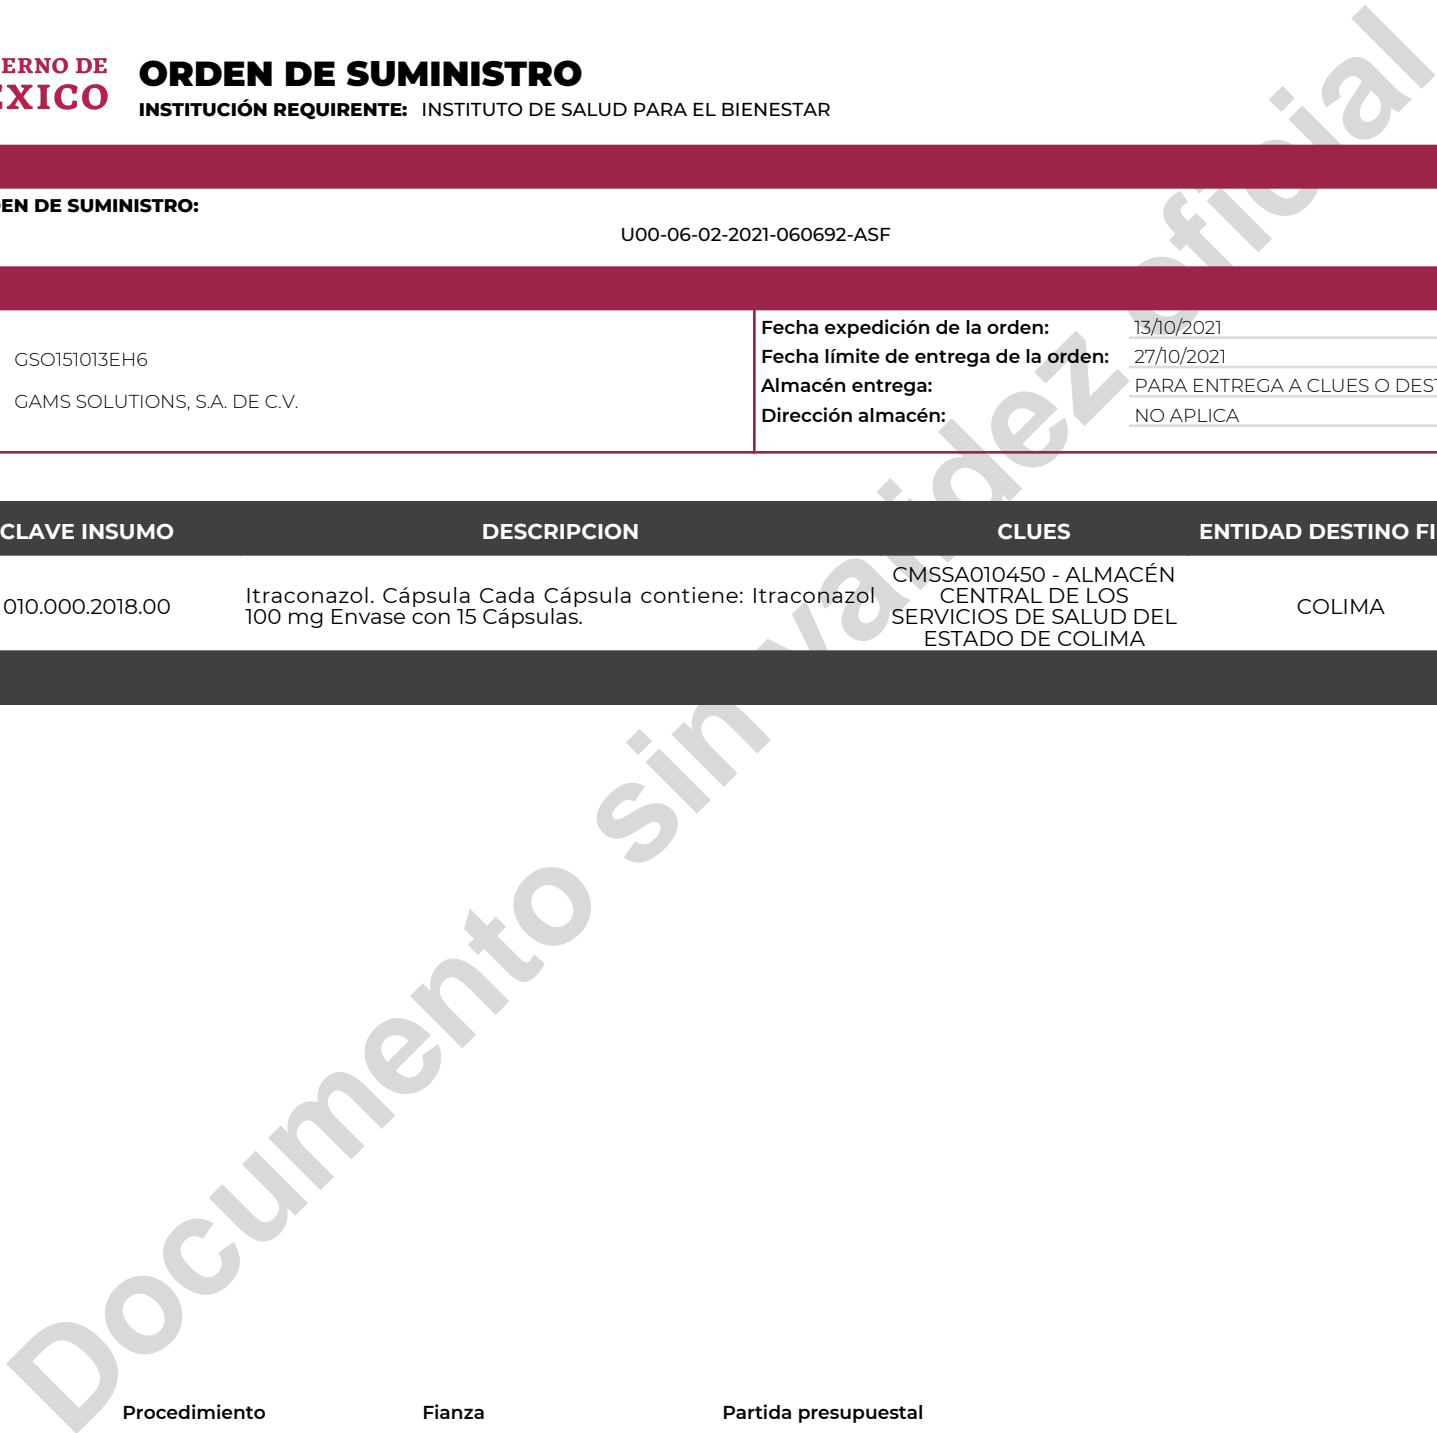 ERNO DE
EXICO
ORDEN DE SUMINISTRO
INSTITUCIÓN REQUIRENTE: INSTITUTO DE SALUD PARA EL BIENESTAR
EN DE SUMINISTRO:
U00-06-02-2021-060692-ASF
GSO151013EH6
GAMS SOLUTIONS, S.A. DE C.V.
Fecha expedición de la orden: 13/10/2021
Fecha límite de entrega de la orden: 27/10/2021
Almacén entrega: PARA ENTREGA A CLUES O DEST
Dirección almacén: NO APLICA
CLAVE INSUMO DESCRIPCION CLUES ENTIDAD DESTINO FI
010.000.2018.00
Itraconazol. Cápsula Cada Cápsula contiene: Itraconazol
100 mg Envase con 15 Cápsulas.
CMSSA010450 - ALMACÉN
CENTRAL DE LOS
SERVICIOS DE SALUD DEL
ESTADO DE COLIMA
COLIMA
Documento sin validez oficial
Procedimiento Fianza Partida presupuestal